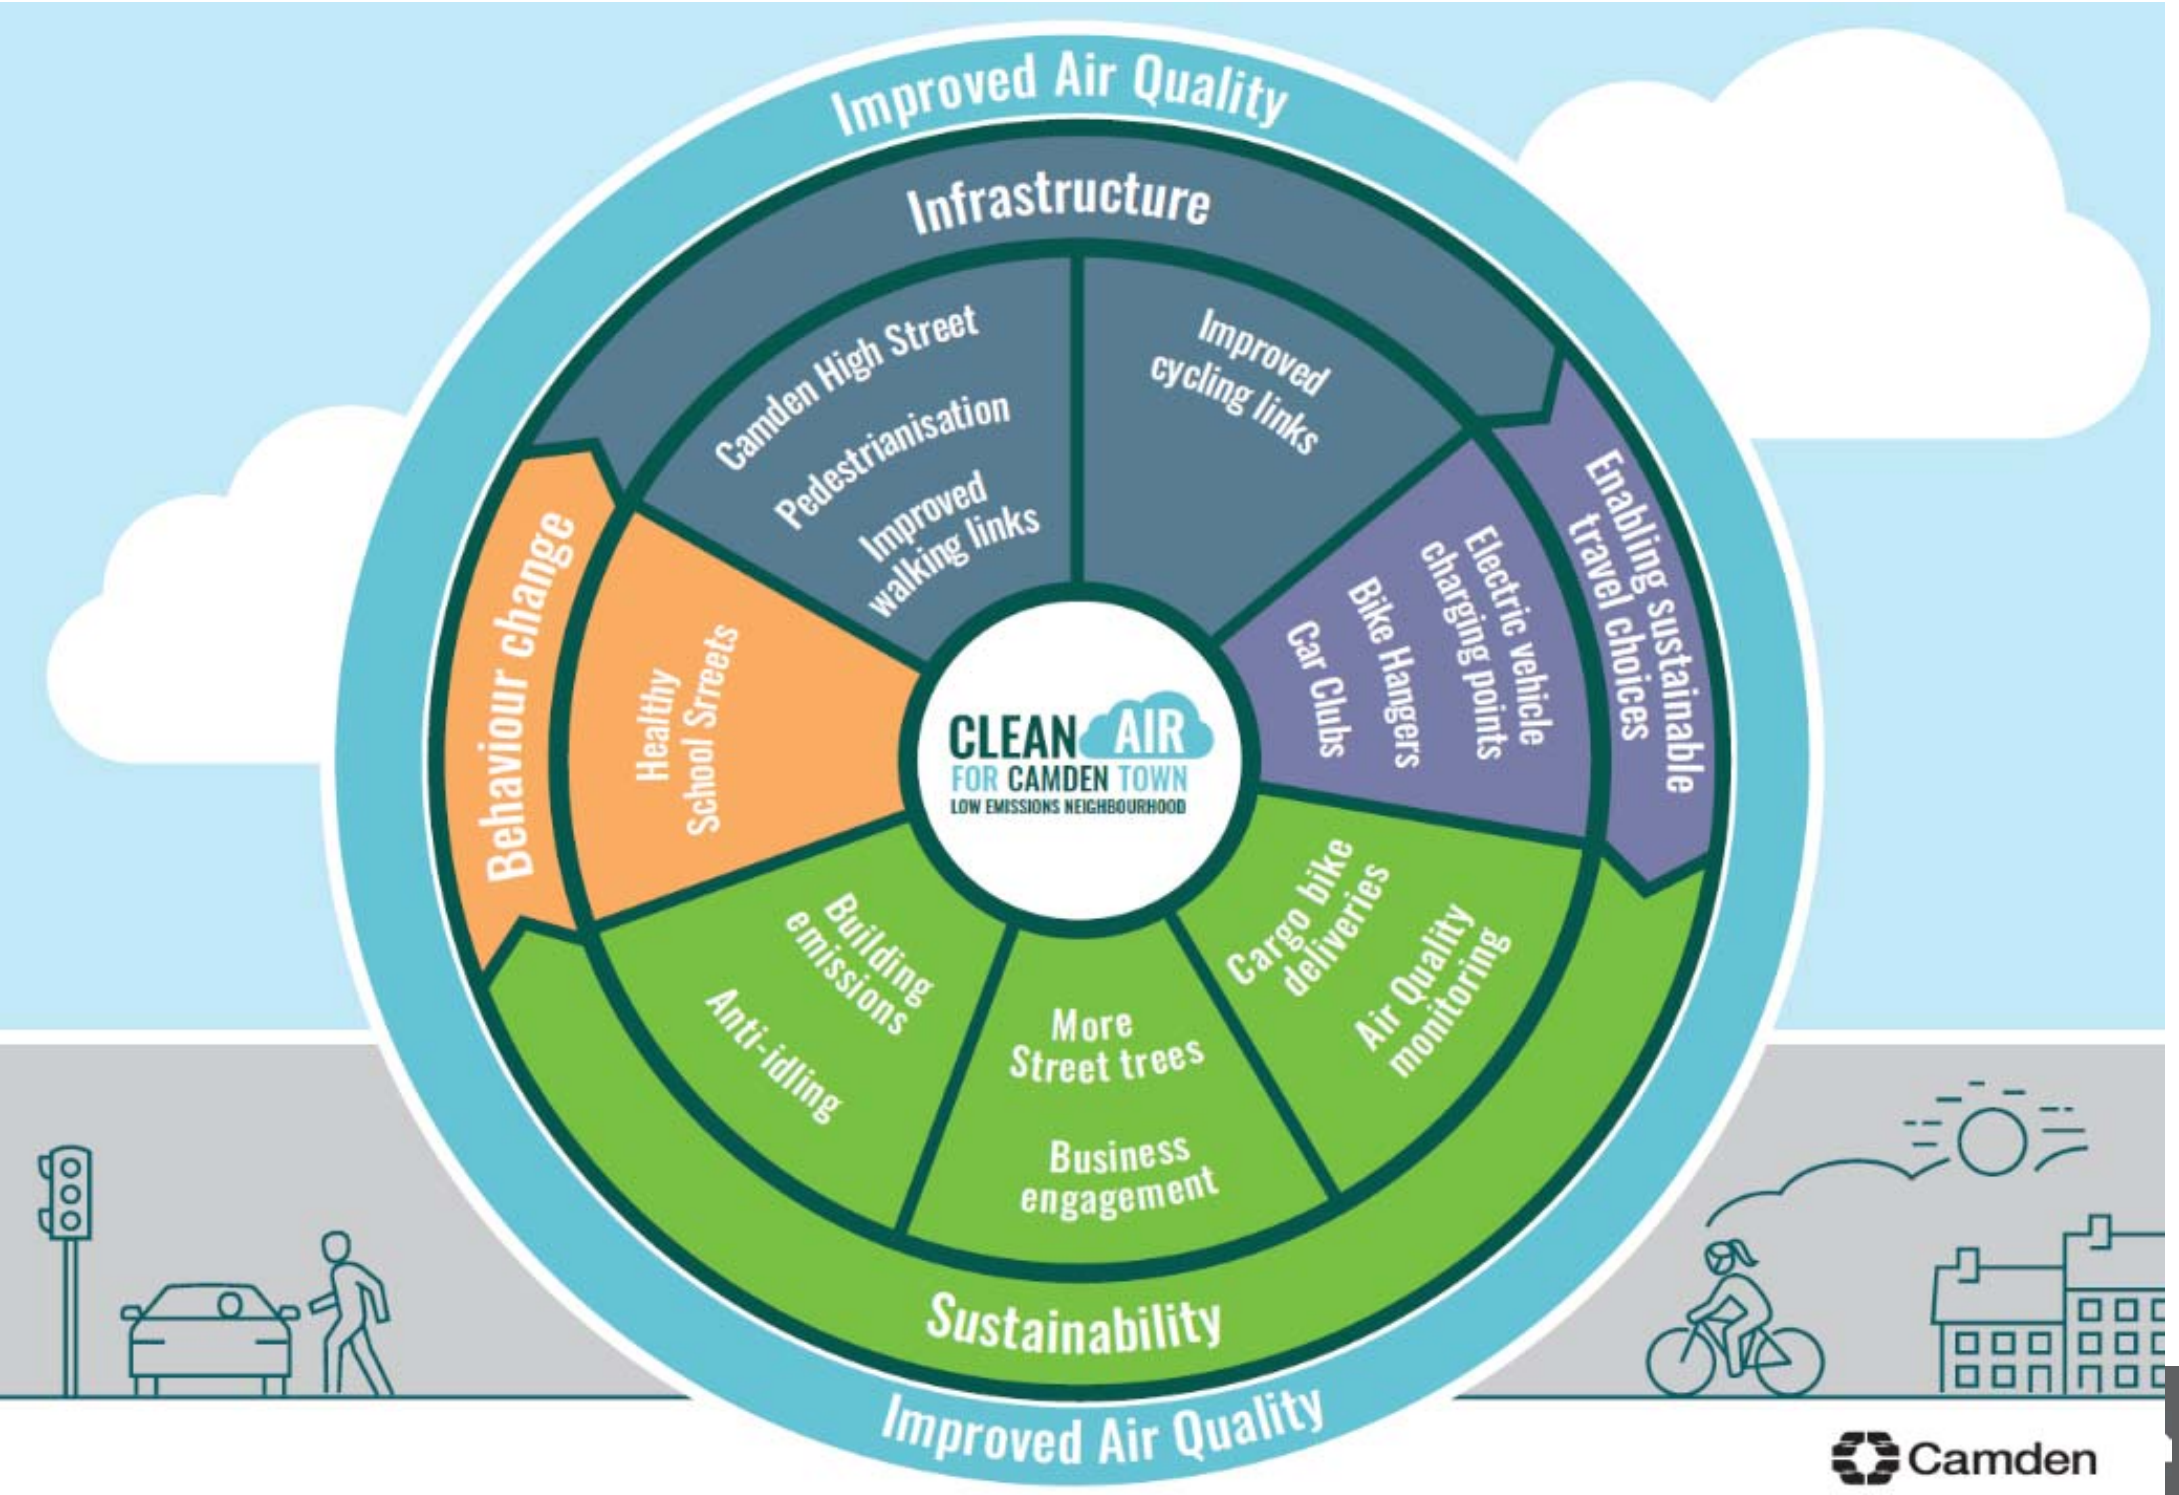 Improved Air Quality
Infrastructure
Camden High Street
Pedestrianisation
Improved
walking links
Improved
cycling links
Enabling sustainable
travel choices
Electric vehicle
charging points
Bike Hangers
Car Clubs
Behaviour change
Healthy
School Srreets
CLEAN AIR
FOR CAMDEN TOWN
LOW EMISSIONS NEIGHBOURHOOD
Cargo bike
deliveries
Air Quality
monitoring
Building
emissions
Anti-idling
More
Street trees
Business
engagement
Sustainability
Improved Air Quality
Camden